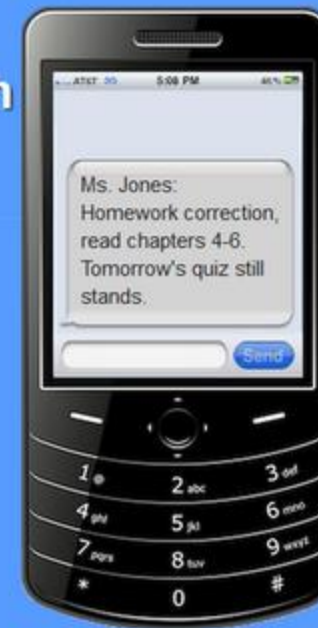 n
AT&T 3G 5:08 PM
Ms. Jones:
Homework correction,
read chapters 4-6.
Tomorrow's quiz still
stands.
Send
1
2 abc
3 def
4 ghi
5 jkl
6 mno
7 pqrs
8 tuv
9 wxyz
*
0
#